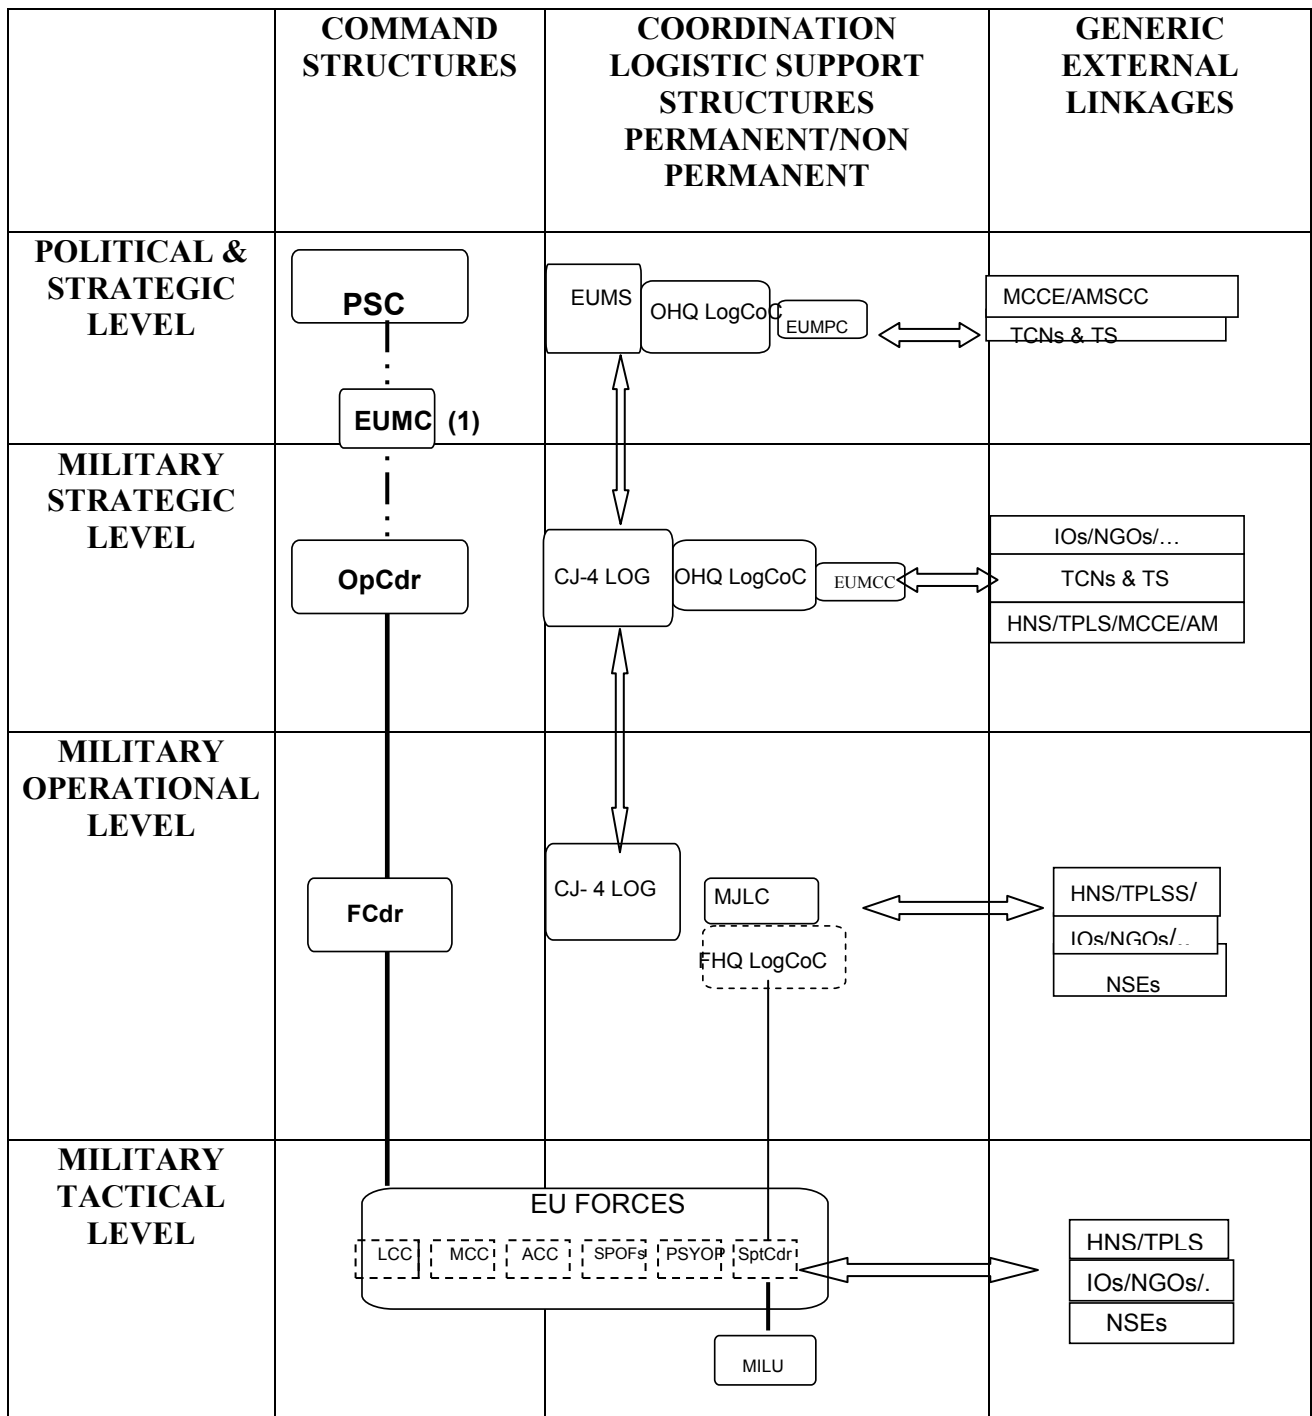 COMMAND
STRUCTURES
COORDINATION
LOGISTIC SUPPORT
STRUCTURES
PERMANENT/NON
PERMANENT
GENERIC
EXTERNAL
LINKAGES
POLITICAL &
STRATEGIC
LEVEL
PSC
EUMC (1)
EUMS
OHQ LogCoC
EUMPC
MCCE/AMSCC
TCNs & TS
MILITARY
STRATEGIC
LEVEL
OpCdr
CJ-4 LOG
OHQ LogCoC
EUMCC
IOs/NGOs/…
TCNs & TS
HNS/TPLS/MCCE/AM
MILITARY
OPERATIONAL
LEVEL
FCdr
CJ- 4 LOG
MJLC
FHQ LogCoC
HNS/TPLSS/
IOs/NGOs/..
NSEs
MILITARY
TACTICAL
LEVEL
EU FORCES
LCC
MCC
ACC
SPOFs
PSYOP
SptCdr
MILU
HNS/TPLS
IOs/NGOs/.
NSEs